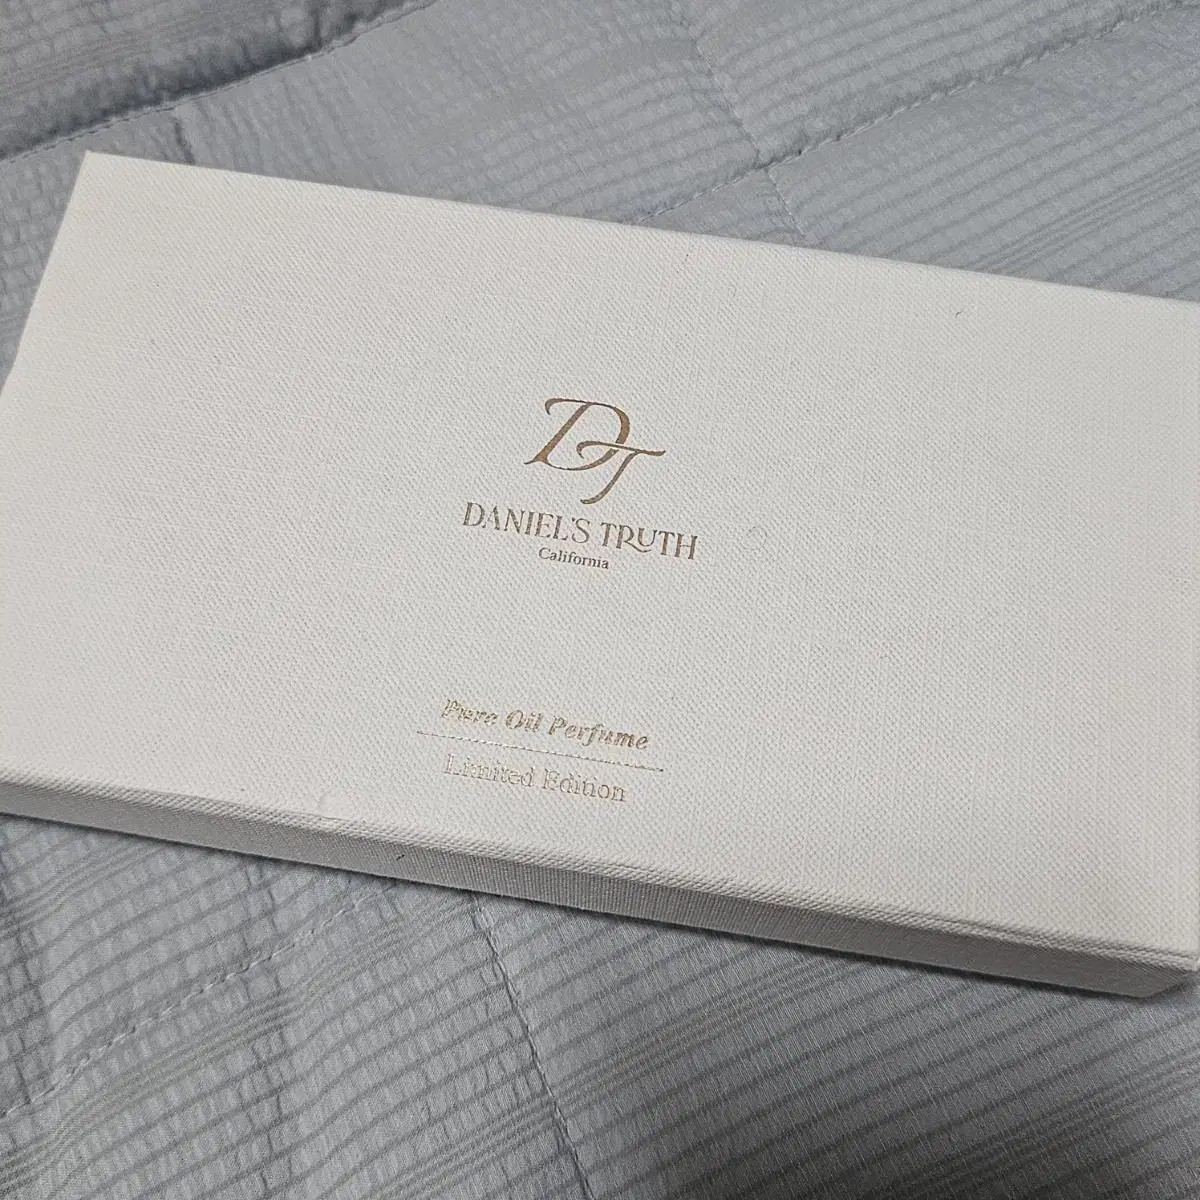 DT
DANIEL'S TRUTH
California
Pure Oil Perfume
Limited Edition